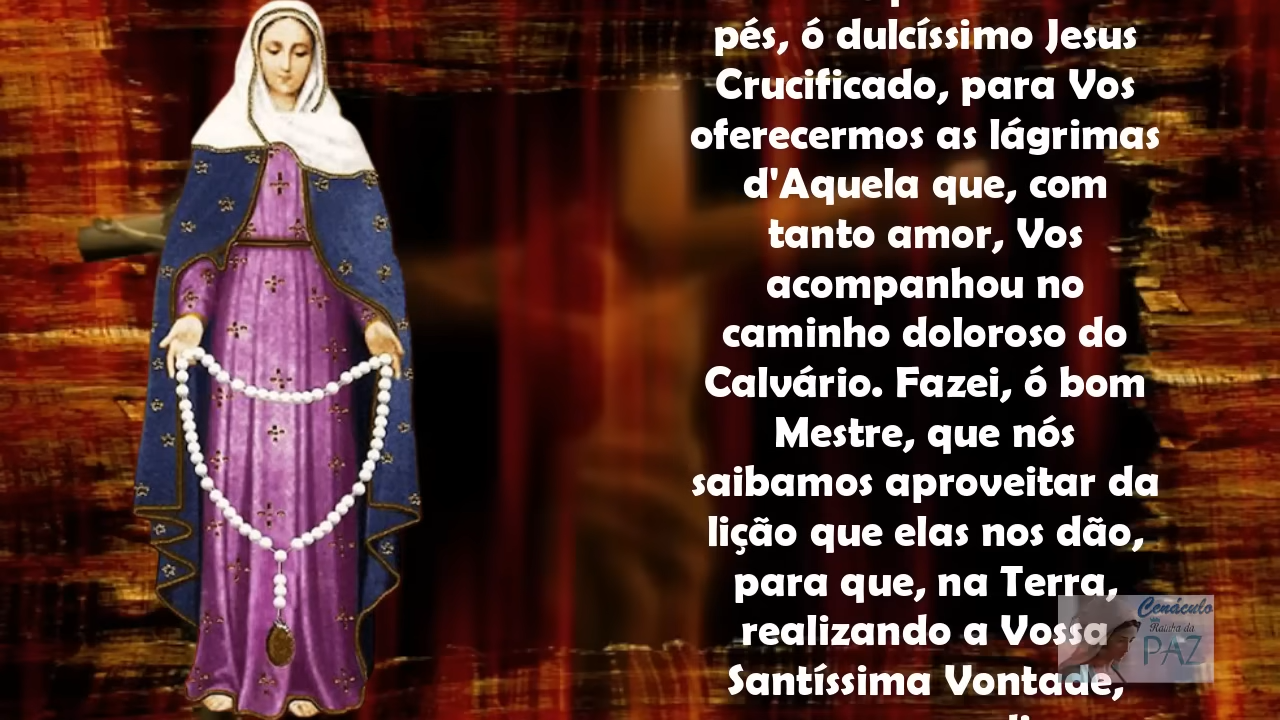 pés, ó dulcíssimo Jesus
Crucificado, para Vos
oferecermos as lágrimas
d'Aquela que, com
tanto amor, Vos
acompanhou no
caminho doloroso do
Calvário. Fazei, ó bom
Mestre, que nós
saibamos aproveitar da
lição que elas nos dão,
para que, na Terra,
realizando a Vossa
Santíssima Vontade,
Cenáculo
Rainha da
PAZ